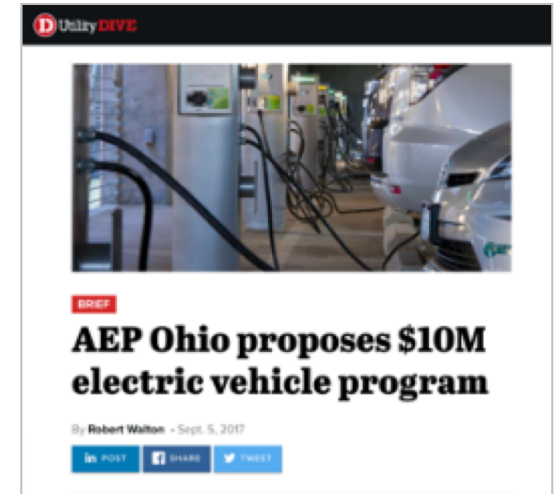 D Utility DIVE
BRIEF
AEP Ohio proposes $10M
electric vehicle program
By Robert Walton • Sept. 5, 2017
in POST f SHARE TWEET